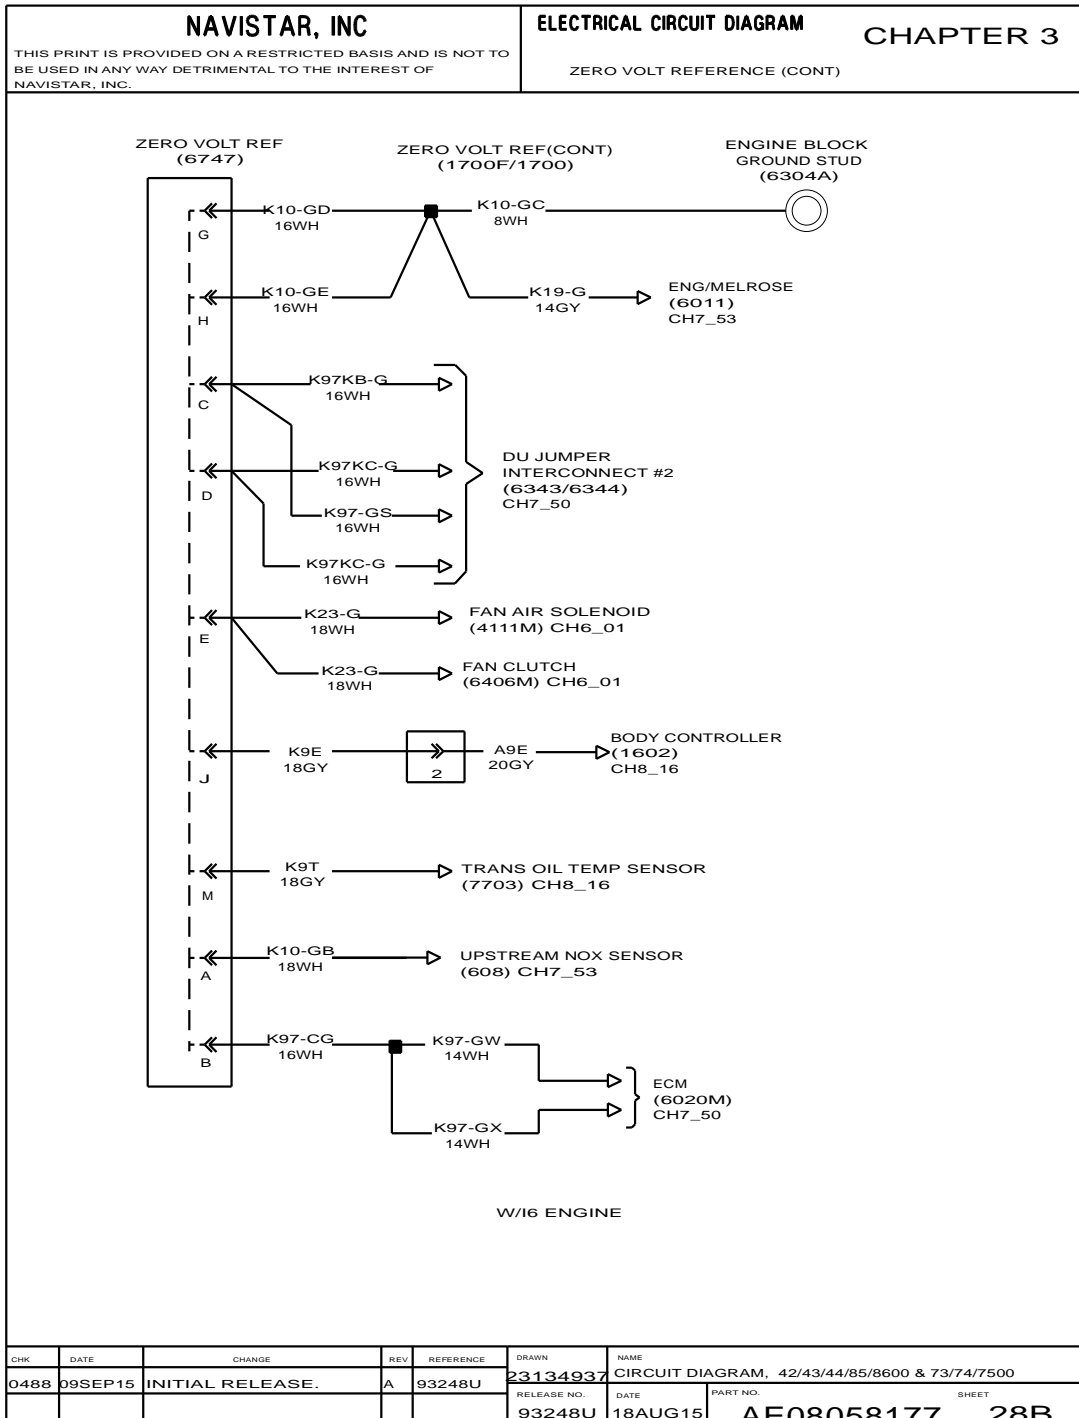 NAVISTAR, INC
THIS PRINT IS PROVIDED ON A RESTRICTED BASIS AND IS NOT TO
BE USED IN ANY WAY DETRIMENTAL TO THE INTEREST OF
NAVISTAR, INC.
ELECTRICAL CIRCUIT DIAGRAM
CHAPTER 3
ZERO VOLT REFERENCE (CONT)
ZERO VOLT REF
(6747)
ZERO VOLT REF(CONT)
(1700F/1700)
ENGINE BLOCK
GROUND STUD
(6304A)
G
K10-GD
16WH
K10-GC
8WH
H
K10-GE
16WH
K19-G
14GY
ENG/MELROSE
(6011)
CH7_53
C
K97KB-G
16WH
D
K97KC-G
16WH
K97-GS
16WH
K97KC-G
16WH
DU JUMPER
INTERCONNECT #2
(6343/6344)
CH7_50
E
K23-G
18WH
FAN AIR SOLENOID
(4111M) CH6_01
K23-G
18WH
FAN CLUTCH
(6406M) CH6_01
J
K9E
18GY
2
A9E
20GY
BODY CONTROLLER
(1602)
CH8_16
M
K9T
18GY
TRANS OIL TEMP SENSOR
(7703) CH8_16
A
K10-GB
18WH
UPSTREAM NOX SENSOR
(608) CH7_53
B
K97-CG
16WH
K97-GW
14WH
K97-GX
14WH
ECM
(6020M)
CH7_50
W/I6 ENGINE
CHK DATE CHANGE REV REFERENCE
0488 09SEP15 INITIAL RELEASE. A 93248U
DRAWN
23134937
NAME
CIRCUIT DIAGRAM, 42/43/44/85/8600 & 73/74/7500
RELEASE NO.
93248U
DATE
18AUG15
PART NO.
AE08058177
SHEET
28B